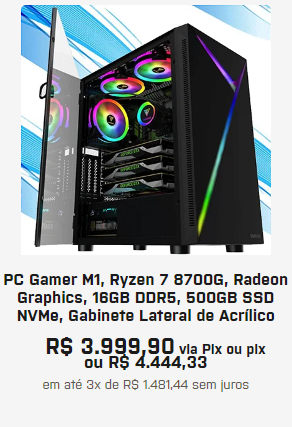 PC Gamer M1, Ryzen 7 8700G, Radeon
Graphics, 16GB DDR5, 500GB SSD
NVMe, Gabinete Lateral de Acrílico
R$ 3.999,90 via Pix ou pix
ou R$ 4.444,33
em até 3x de R$ 1.481,44 sem juros